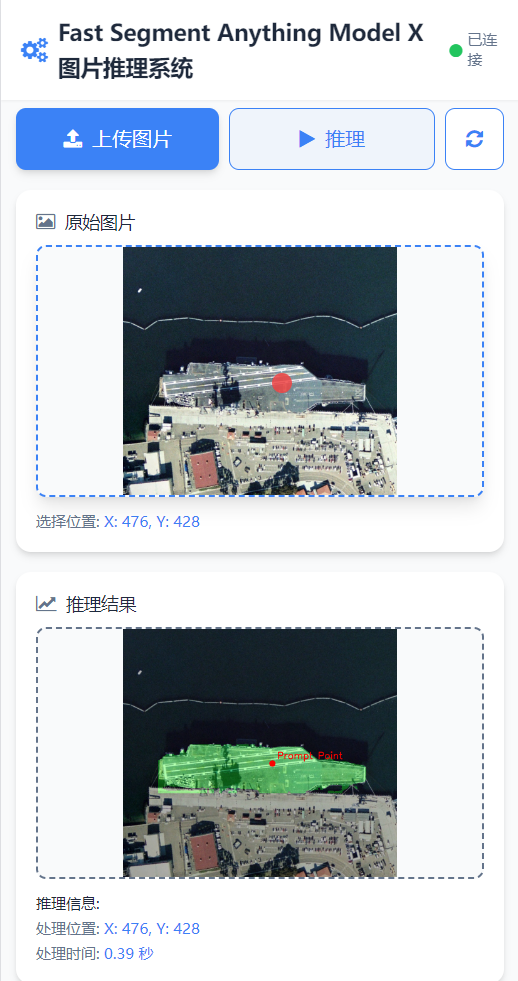 Fast Segment Anything Model X
图片推理系统
已连
接
上传图片
推理
原始图片
选择位置: X: 476, Y: 428
推理结果
Prompt Point
推理信息:
处理位置: X: 476, Y: 428
处理时间: 0.39 秒